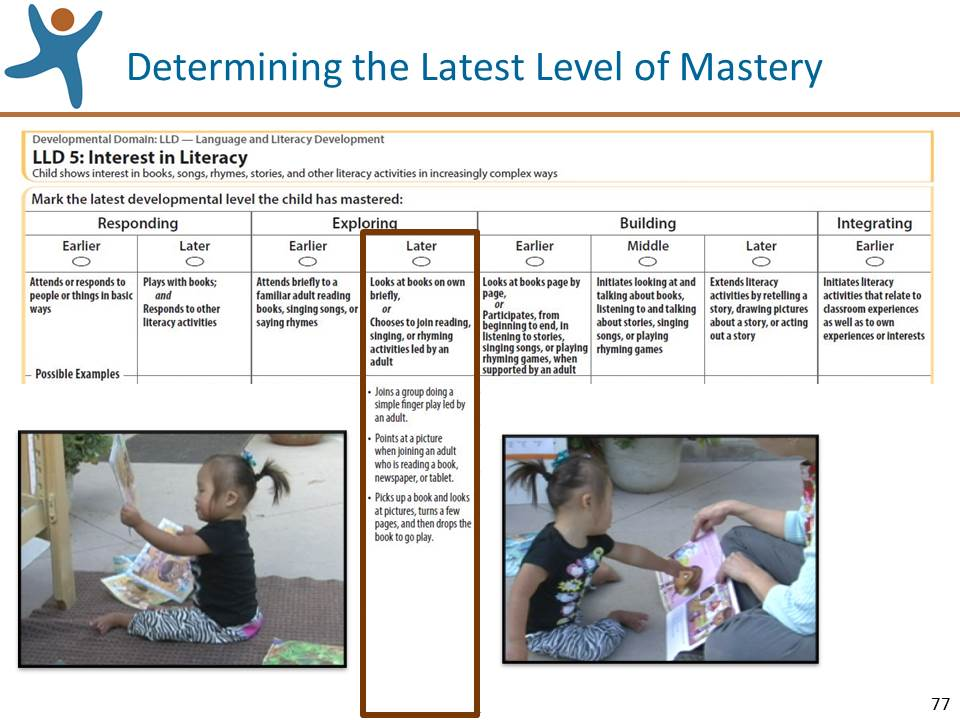 Determining the Latest Level of Mastery
Developmental Domain: LLD — Language and Literacy Development
LLD 5: Interest in Literacy
Child shows interest in books, songs, rhymes, stories, and other literacy activities in increasingly complex ways
Mark the latest developmental level the child has mastered:
Responding
Exploring
Building
Integrating
Earlier
Later
Earlier
Later
Earlier
Middle
Later
Earlier
Attends or responds to
people or things in basic
ways
Plays with books;
and
Responds to other
literacy activities
Attends briefly to a
familiar adult reading
books, singing songs, or
saying rhymes
Looks at books on own
briefly,
or
Chooses to join reading,
singing, or rhyming
activities led by an
adult
Looks at books page by
page,
or
Participates, from
beginning to end, in
listening to stories,
singing songs, or playing
rhyming games, when
supported by an adult
Initiates looking at and
talking about books,
listening to and talking
about stories, singing
songs, or playing
rhyming games
Extends literacy
activities by retelling a
story, drawing pictures
about a story, or acting
out a story
Initiates literacy
activities that relate to
classroom experiences
as well as to own
experiences or interests
Possible Examples
• Joins a group doing a
simple finger play led by
an adult.
• Points at a picture
when joining an adult
who is reading a book,
newspaper, or tablet.
• Picks up a book and looks
at pictures, turns a few
pages, and then drops the
book to go play.
77